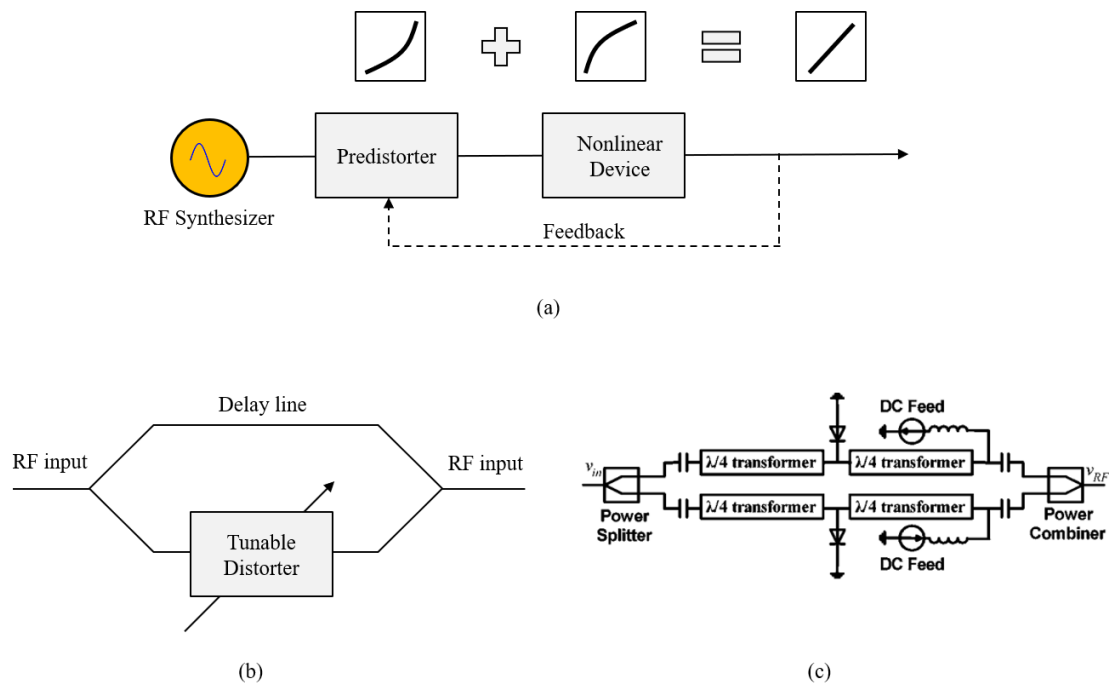 Predistorter
Nonlinear
Device
RF Synthesizer
Feedback
(a)
Delay line
RF input
RF input
Tunable
Distorter
(b)
DC Feed
v_in
λ/4 transformer
λ/4 transformer
v_RF
λ/4 transformer
λ/4 transformer
Power
Splitter
Power
Combiner
DC Feed
(c)